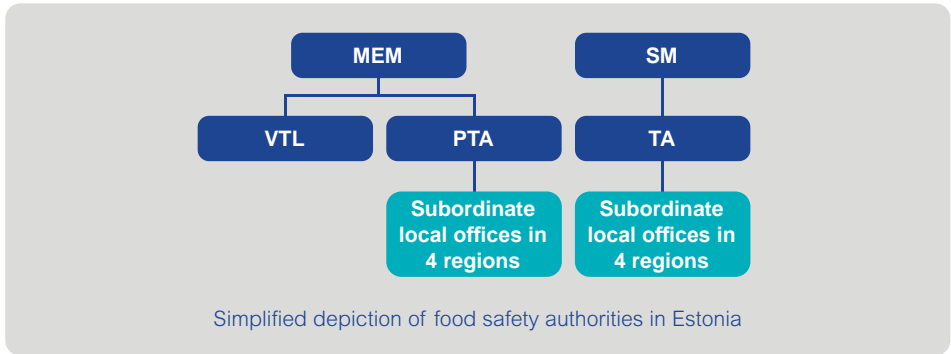 MEM
SM
VTL
PTA
TA
Subordinate
local offices in
4 regions
Subordinate
local offices in
4 regions
Simplified depiction of food safety authorities in Estonia